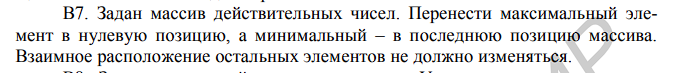 В7. Задан массив действительных чисел. Перенести максимальный эле-
мент в нулевую позицию, а минимальный – в последнюю позицию массива.
Взаимное расположение остальных элементов не должно изменяться.